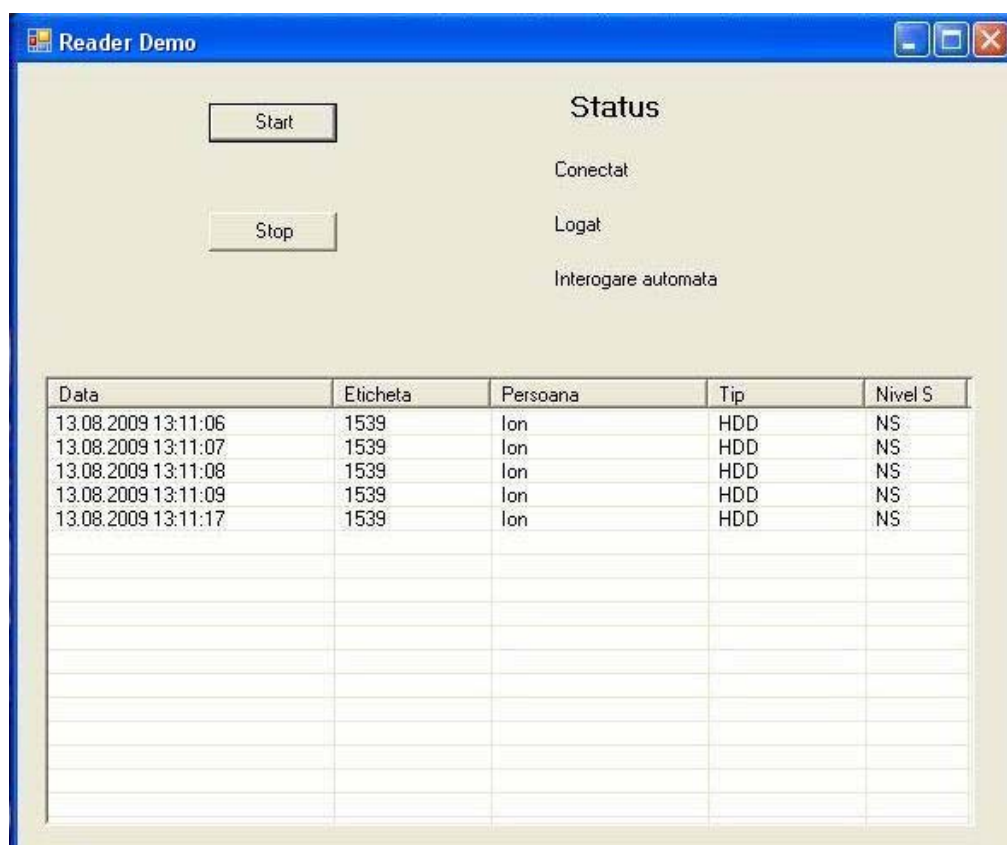 Reader Demo
Start
Status
Conectat
Stop
Logat
Interogare automata
Data Eticheta Persoana Tip Nivel S
13.08.2009 13:11:06 1539 Ion HDD NS
13.08.2009 13:11:07 1539 Ion HDD NS
13.08.2009 13:11:08 1539 Ion HDD NS
13.08.2009 13:11:09 1539 Ion HDD NS
13.08.2009 13:11:17 1539 Ion HDD NS